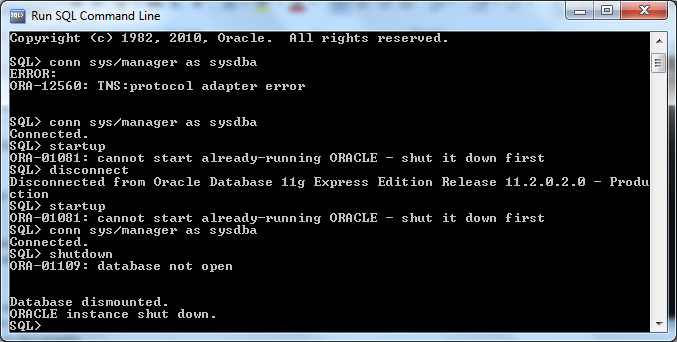 Run SQL Command Line
Copyright (c) 1982, 2010, Oracle.  All rights reserved.
SQL> conn sys/manager as sysdba
ERROR:
ORA-12560: TNS:protocol adapter error
SQL> conn sys/manager as sysdba
Connected.
SQL> startup
ORA-01081: cannot start already-running ORACLE - shut it down first
SQL> disconnect
Disconnected from Oracle Database 11g Express Edition Release 11.2.0.2.0 - Produ
ction
SQL> startup
ORA-01081: cannot start already-running ORACLE - shut it down first
SQL> conn sys/manager as sysdba
Connected.
SQL> shutdown
ORA-01109: database not open
Database dismounted.
ORACLE instance shut down.
SQL>